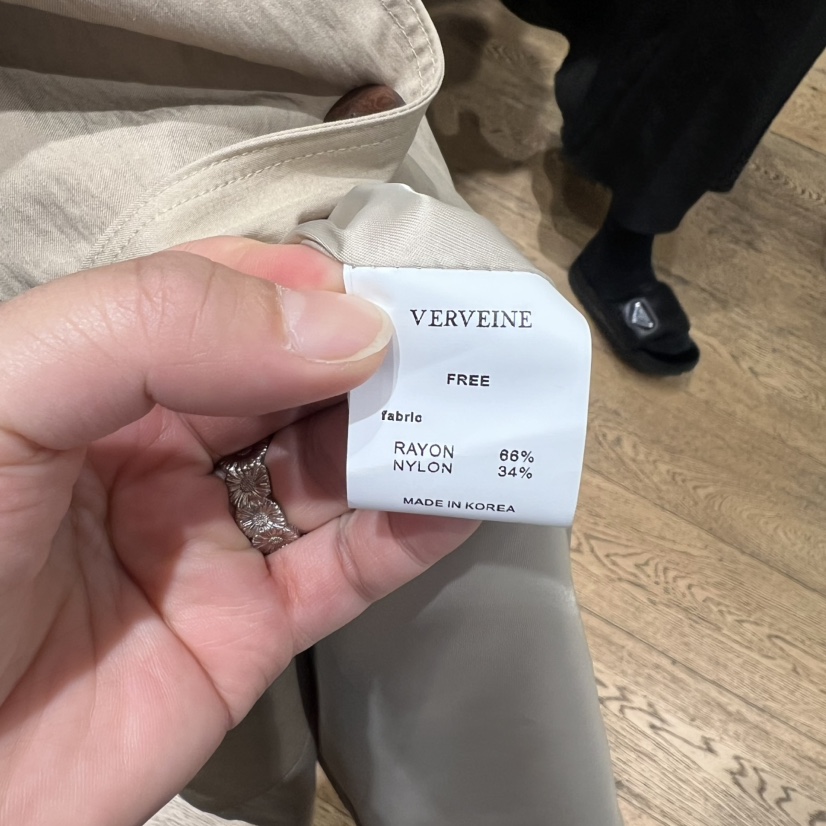 VERVEINE
FREE
fabric
RAYON 66%
NYLON 34%
MADE IN KOREA